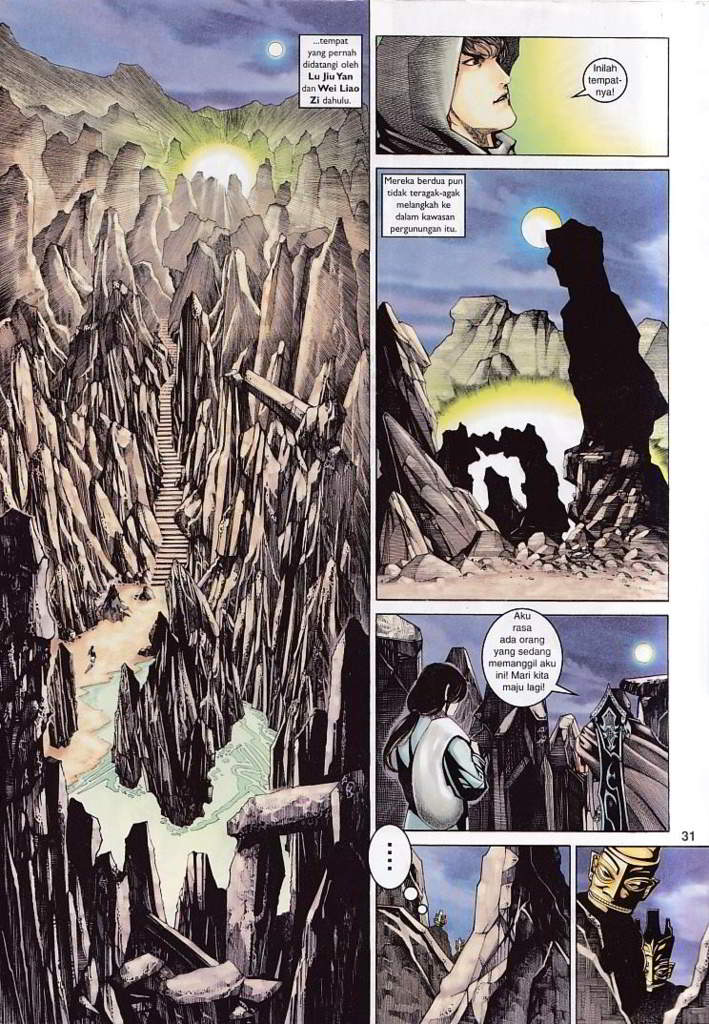 ...tempat
yang pernah
didatangi oleh
Lu Jiu Yan
dan Wei Liao
Zi dahulu.
Inilah
tempat-
nya!
Mereka berdua pun
tidak teragak-agak
melangkah ke
dalam kawasan
pergunungan itu.
Aku
rasa
ada orang
yang sedang
memanggil aku
ini! Mari kita
maju lagi!
31
....